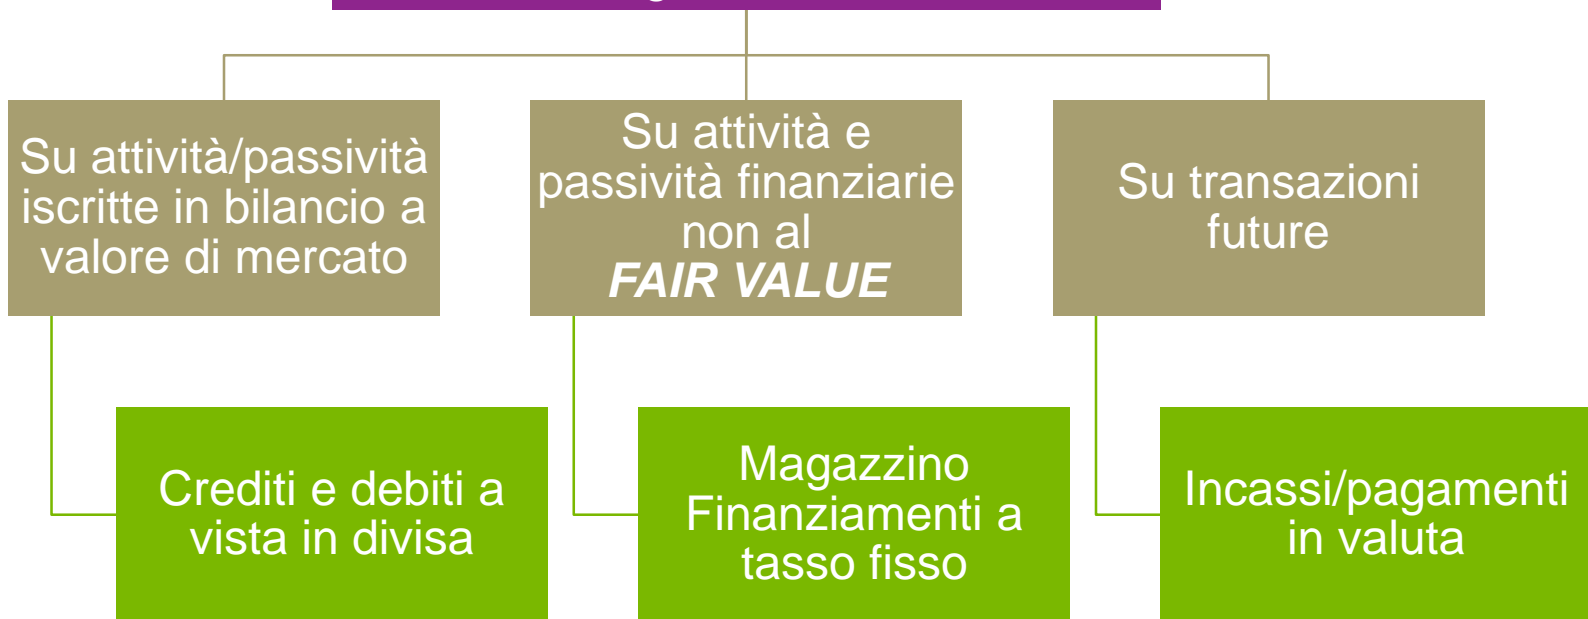 Su attività/passività
iscritte in bilancio a
valore di mercato
Su attività e
passività finanziarie
non al
FAIR VALUE
Su transazioni
future
Crediti e debiti a
vista in divisa
Magazzino
Finanziamenti a
tasso fisso
Incassi/pagamenti
in valuta